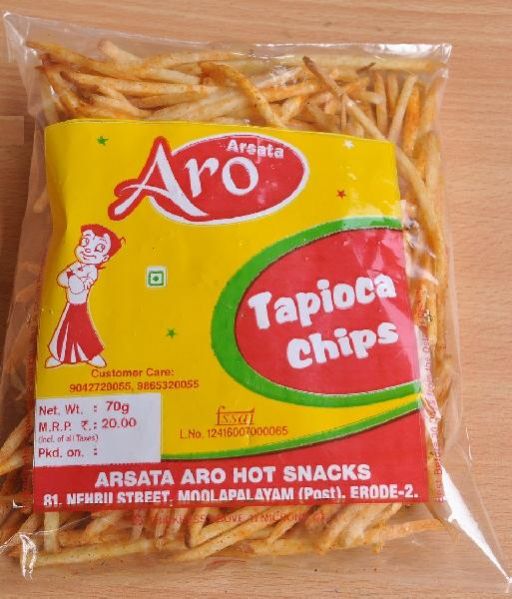 Arsata
Aro
Tapioca
Chips
Customer Care:
9042720055, 9865320055
Net. Wt. : 70g
M.R.P. ₹.: 20.00
(Incl. of all Taxes)
Pkd. on. :
fssai
L.No. 12416007000065
ARSATA ARO HOT SNACKS
81, NEHRU STREET, MOOLAPALAYAM (Post), ERODE-2.